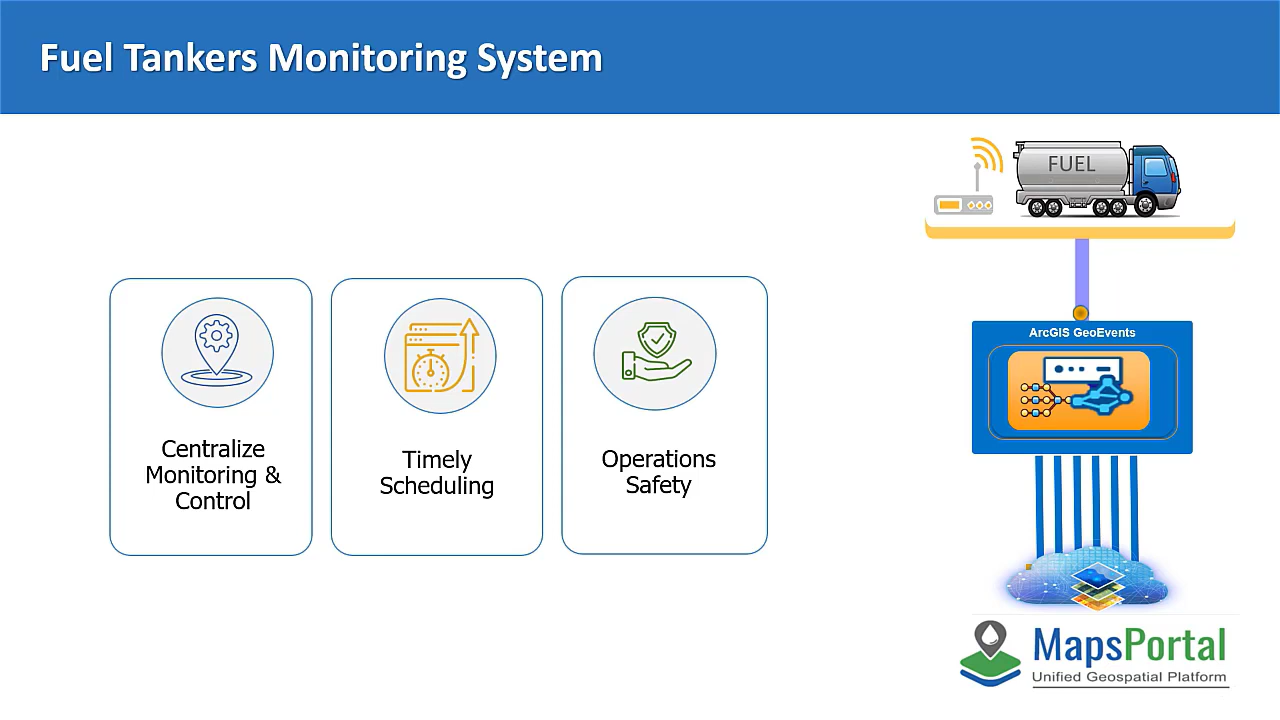 Fuel Tankers Monitoring System
FUEL
ArcGIS GeoEvents
Centralize
Monitoring &
Control
Timely
Scheduling
Operations
Safety
MapsPortal
Unified Geospatial Platform